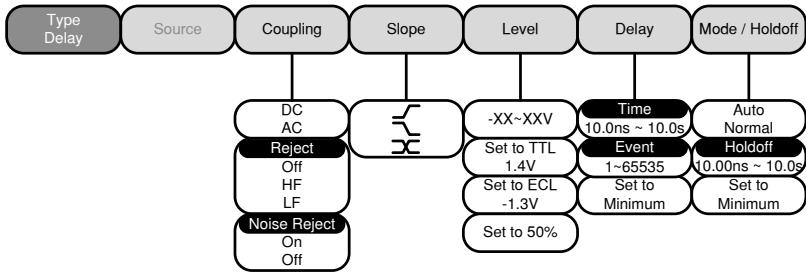 Type
Delay
Source
Coupling
Slope
Level
Delay
Mode / Holdoff
DC
AC
Reject
Off
HF
LF
Noise Reject
On
Off
-XX~XXV
Set to TTL
1.4V
Set to ECL
-1.3V
Set to 50%
Time
10.0ns ~ 10.0s
Event
1~65535
Set to
Minimum
Auto
Normal
Holdoff
10.00ns ~ 10.0s
Set to
Minimum